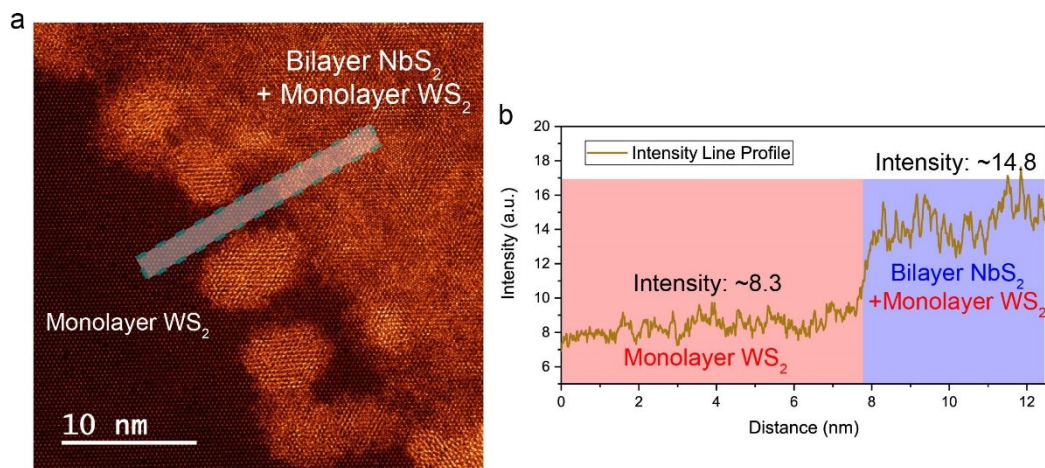 a
Bilayer NbS₂
+ Monolayer WS₂
Monolayer WS₂
10 nm
b
Intensity Line Profile
Intensity: ~14.8
Intensity: ~8.3
Bilayer NbS₂
+Monolayer WS₂
Monolayer WS₂
Intensity (a.u.)
20
18
16
14
12
10
8
6
0 2 4 6 8 10 12
Distance (nm)